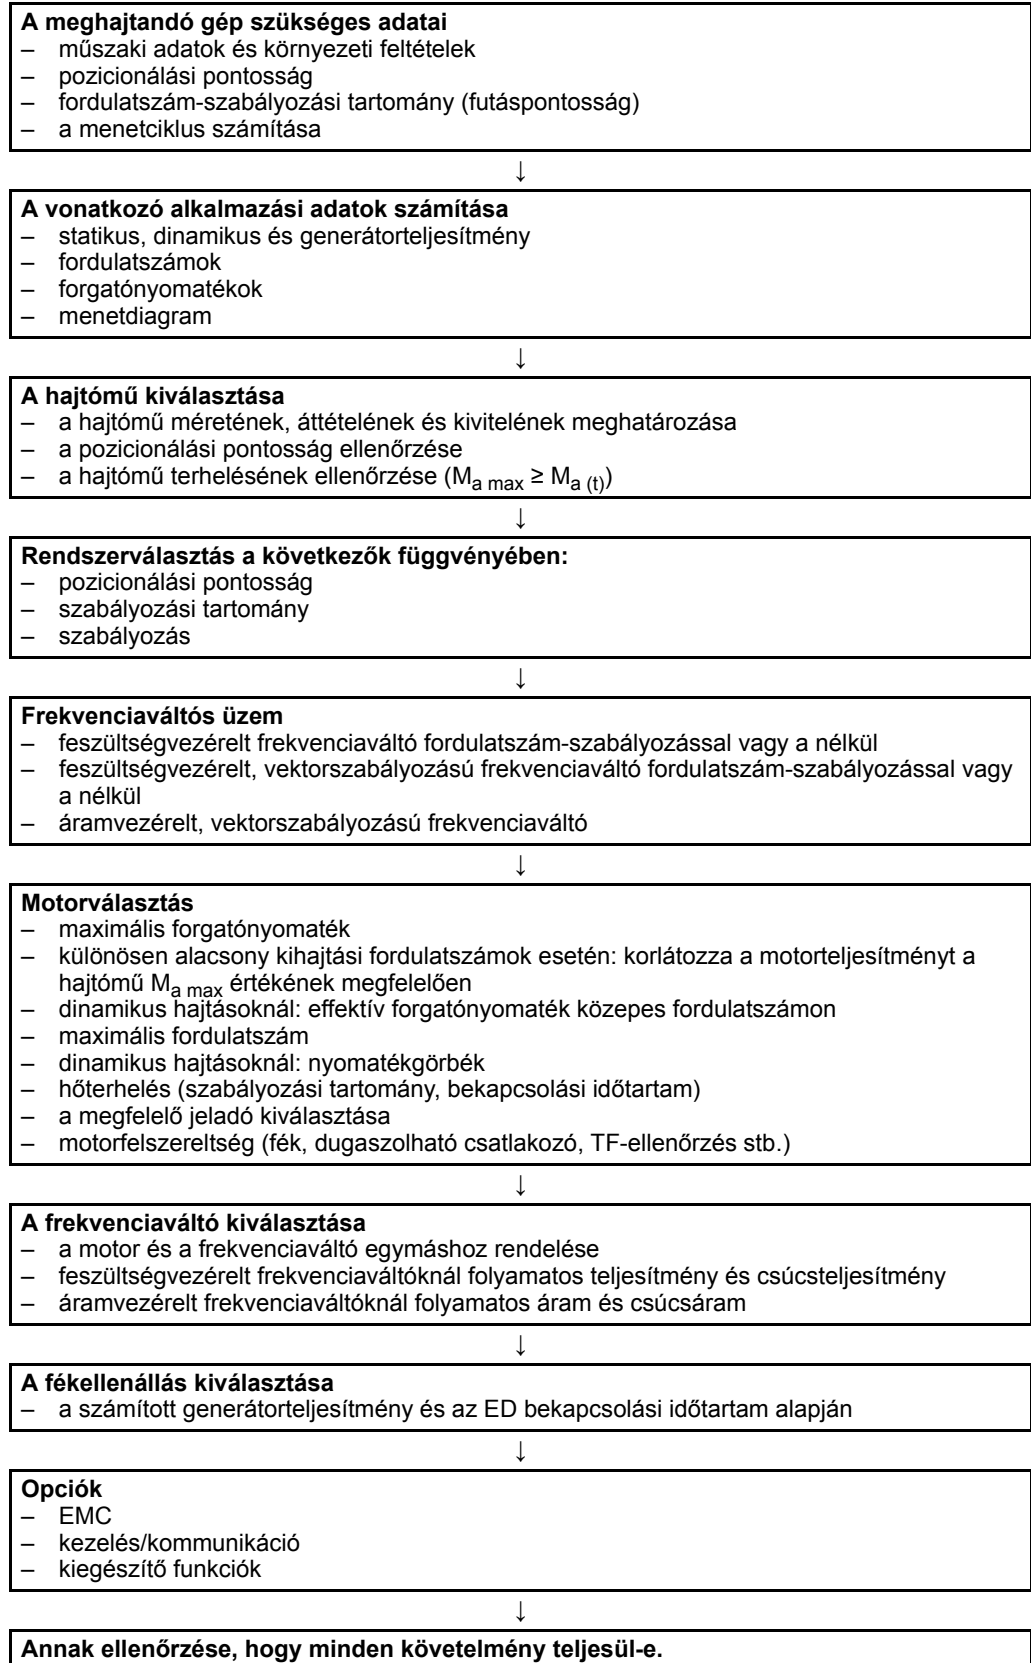 A meghajtandó gép szükséges adatai
– műszaki adatok és környezeti feltételek
– pozicionálási pontosság
– fordulatszám-szabályozási tartomány (futáspontosság)
– a menetciklus számítása
↓
A vonatkozó alkalmazási adatok számítása
– statikus, dinamikus és generátorteljesítmény
– fordulatszámok
– forgatónyomatékok
– menetdiagram
↓
A hajtómű kiválasztása
– a hajtómű méretének, áttételének és kivitelének meghatározása
– a pozicionálási pontosság ellenőrzése
– a hajtómű terhelésének ellenőrzése (Ma max ≥ Ma (t))
↓
Rendszerválasztás a következők függvényében:
– pozicionálási pontosság
– szabályozási tartomány
– szabályozás
↓
Frekvenciaváltós üzem
– feszültségvezérelt frekvenciaváltó fordulatszám-szabályozással vagy a nélkül
– feszültségvezérelt, vektorszabályozású frekvenciaváltó fordulatszám-szabályozással vagy
a nélkül
– áramvezérelt, vektorszabályozású frekvenciaváltó
↓
Motorválasztás
– maximális forgatónyomaték
– különösen alacsony kihajtási fordulatszámok esetén: korlátozza a motorteljesítményt a
hajtómű Ma max értékének megfelelően
– dinamikus hajtásoknál: effektív forgatónyomaték közepes fordulatszámon
– maximális fordulatszám
– dinamikus hajtásoknál: nyomatékgörbék
– hőterhelés (szabályozási tartomány, bekapcsolási időtartam)
– a megfelelő jeladó kiválasztása
– motorfelszereltség (fék, dugaszolható csatlakozó, TF-ellenőrzés stb.)
↓
A frekvenciaváltó kiválasztása
– a motor és a frekvenciaváltó egymáshoz rendelése
– feszültségvezérelt frekvenciaváltóknál folyamatos teljesítmény és csúcsteljesítmény
– áramvezérelt frekvenciaváltóknál folyamatos áram és csúcsáram
↓
A fékellenállás kiválasztása
– a számított generátorteljesítmény és az ED bekapcsolási időtartam alapján
↓
Opciók
– EMC
– kezelés/kommunikáció
– kiegészítő funkciók
↓
Annak ellenőrzése, hogy minden követelmény teljesül-e.